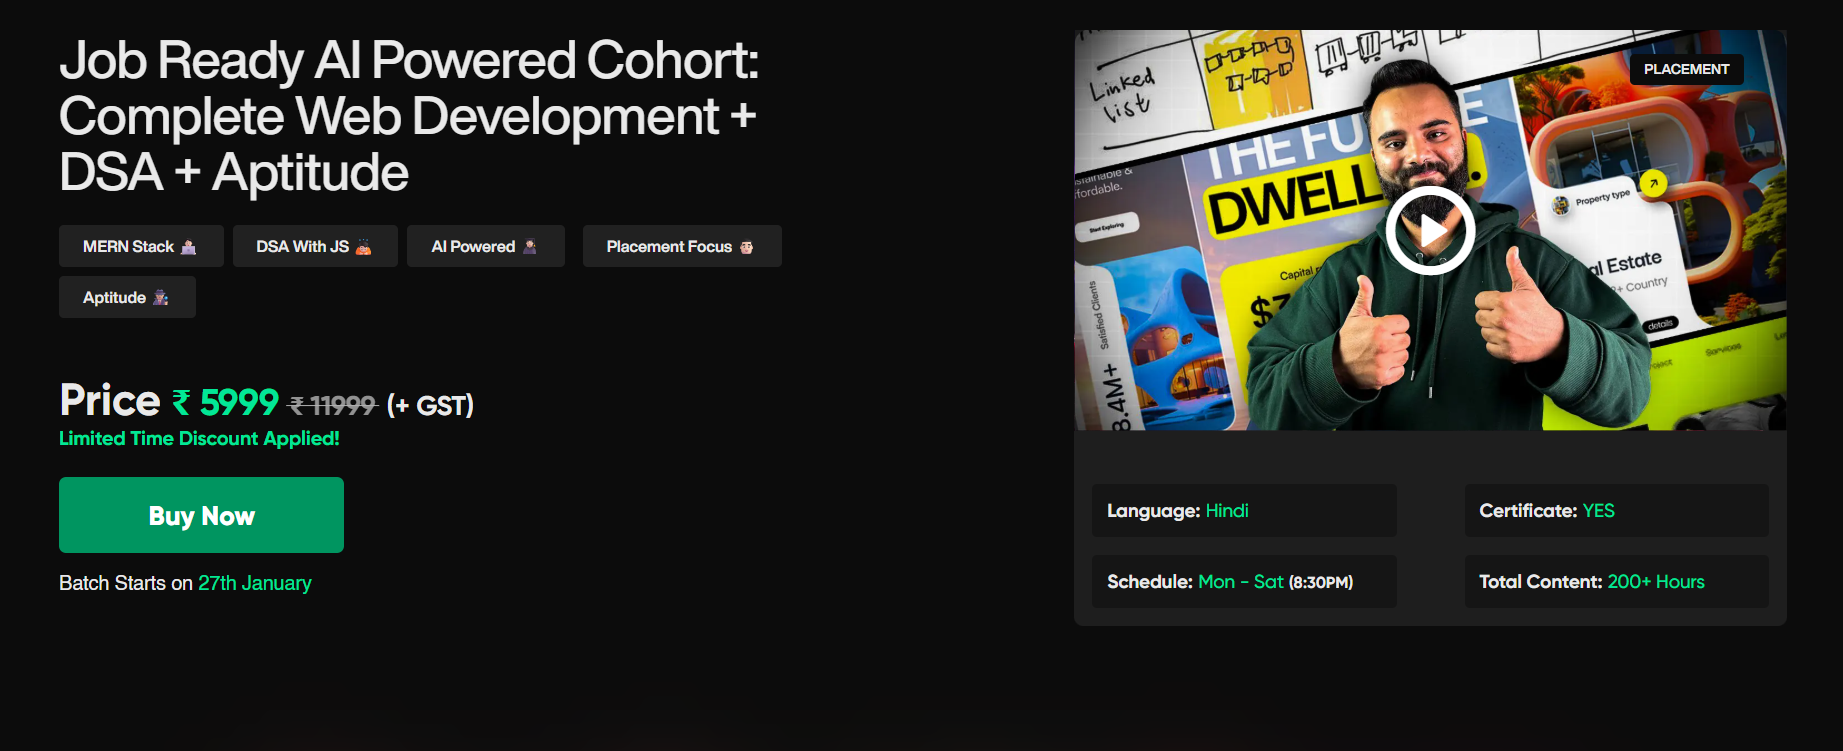 Job Ready AI Powered Cohort:
Complete Web Development +
DSA + Aptitude
MERN Stack
DSA With JS
AI Powered
Placement Focus
Aptitude
Price ₹ 5999 ₹ 11999 (+ GST)
Limited Time Discount Applied!
Buy Now
Batch Starts on 27th January
PLACEMENT
Linked
list
THE FU E
DWELL .
&
fordable.
Start Exploring
Satisfied Clients
8.4M+
Capital
Property type
al Estate
+ Country
details
Services
Language: Hindi
Certificate: YES
Schedule: Mon - Sat (8:30PM)
Total Content: 200+ Hours